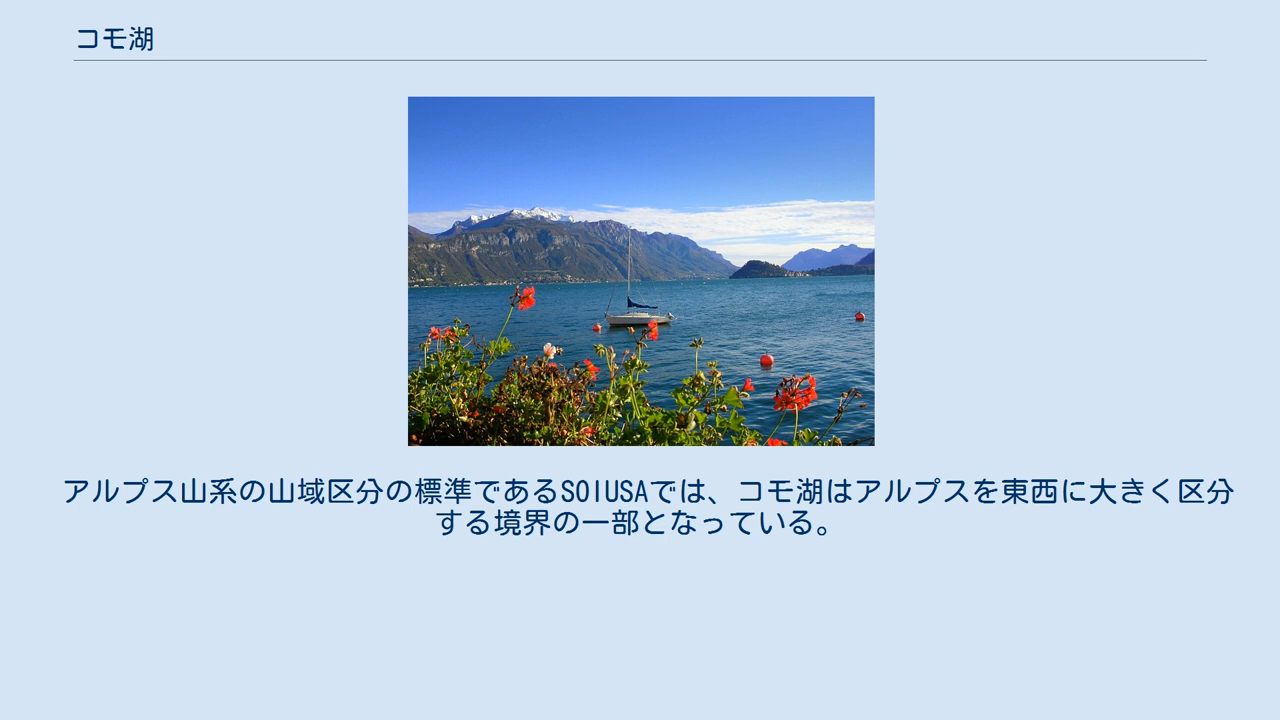 コモ湖
アルプス山系の山域区分の標準であるSOIUSAでは、コモ湖はアルプスを東西に大きく区分
する境界の一部となっている。